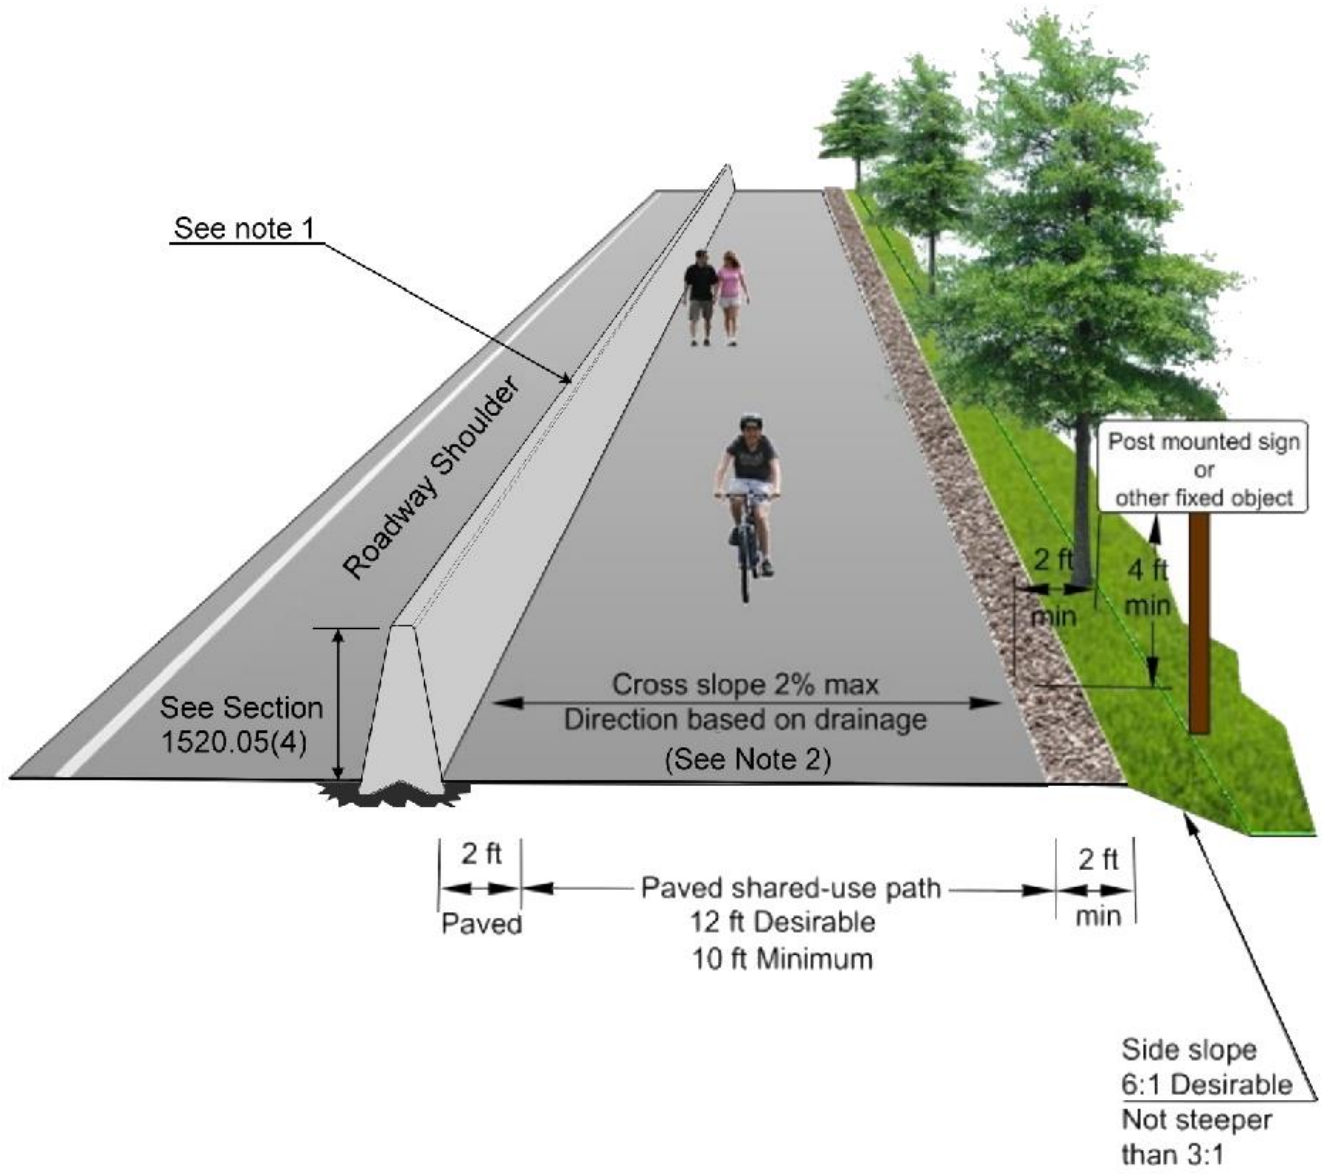 See note 1
Roadway Shoulder
Post mounted sign
or
other fixed object
2 ft
min
4 ft
min
See Section
1520.05(4)
Cross slope 2% max
Direction based on drainage
(See Note 2)
2 ft
Paved
Paved shared-use path
12 ft Desirable
10 ft Minimum
2 ft
min
Side slope
6:1 Desirable
Not steeper
than 3:1